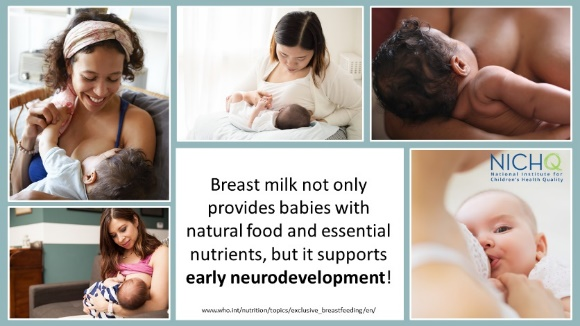 NICHQ
National Institute for
Children's Health Quality
Breast milk not only
provides babies with
natural food and essential
nutrients, but it supports
early neurodevelopment!
www.who.int/nutrition/topics/exclusive_breastfeeding/en/